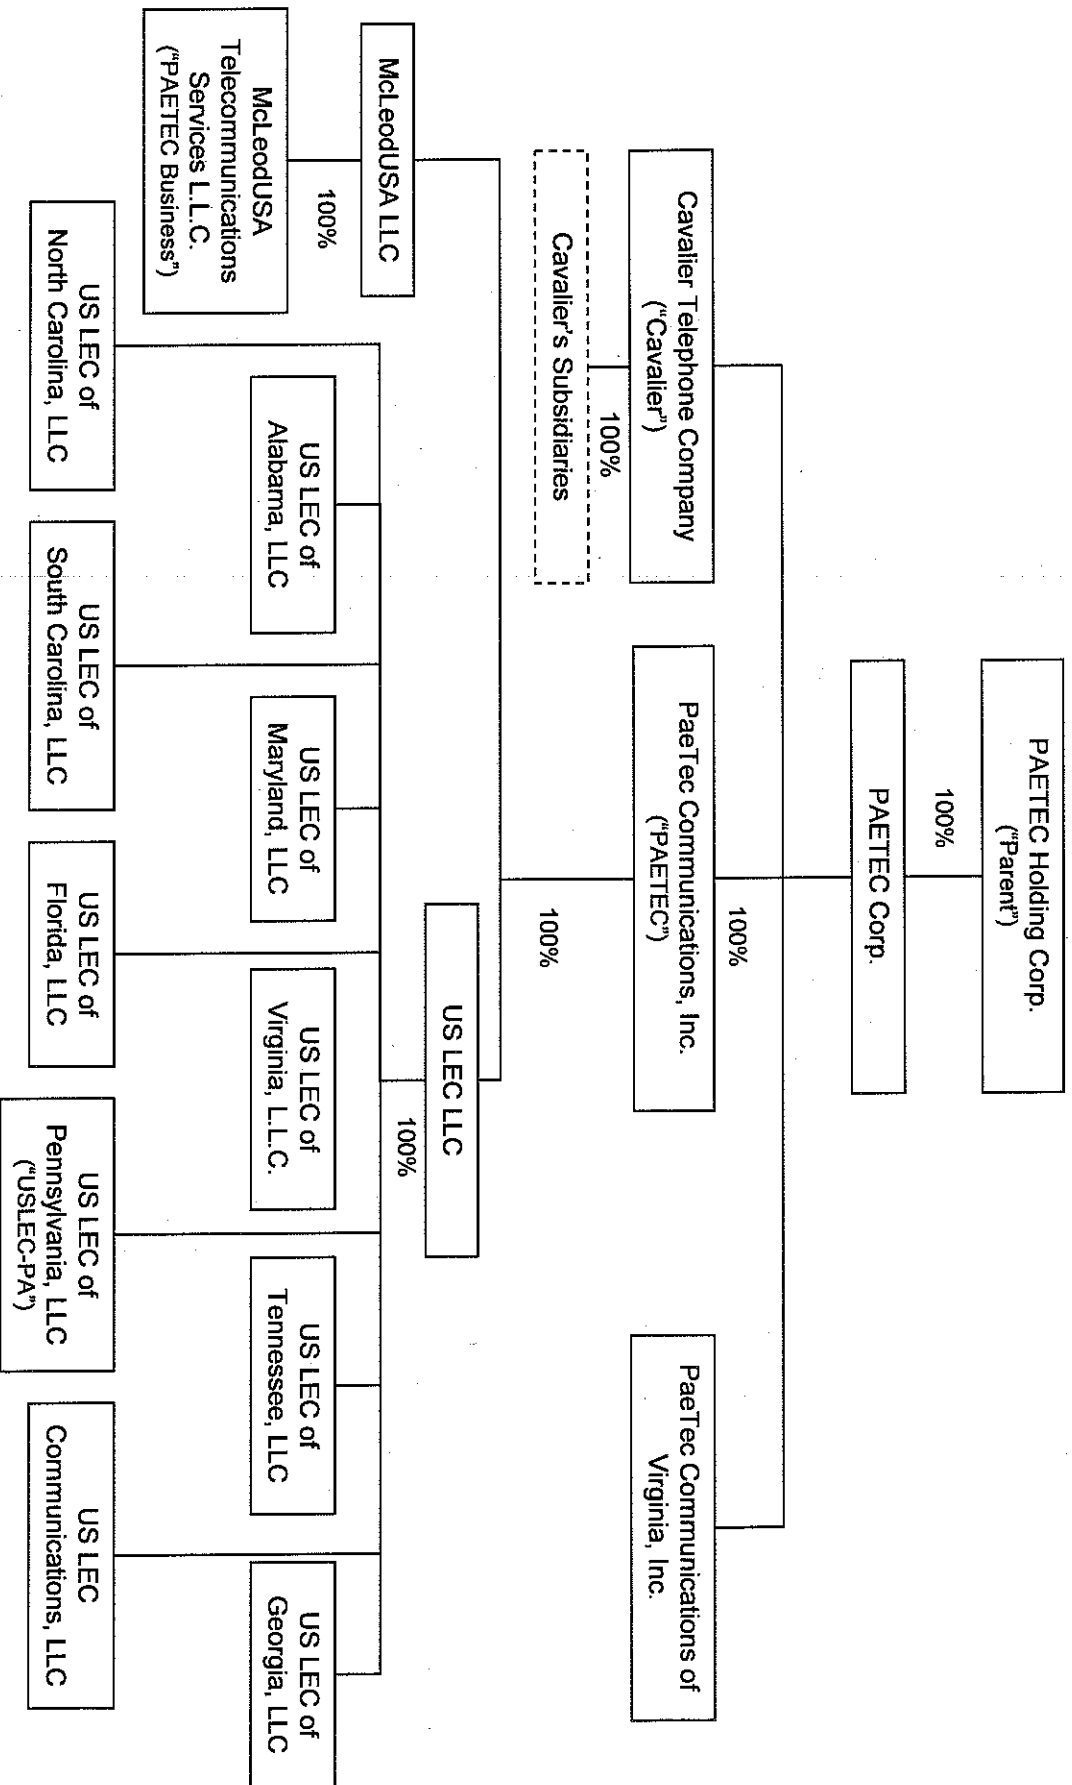 PAETEC Holding Corp.
("Parent")
100%
PAETEC Corp.
100%
Cavalier Telephone Company
("Cavalier")
PaeTec Communications, Inc.
("PAETEC")
PaeTec Communications of
Virginia, Inc.
100%
Cavalier's Subsidiaries
100%
McLeodUSA LLC
US LEC LLC
100%
100%
McLeodUSA
Telecommunications
Services L.L.C.
("PAETEC Business")
US LEC of
Alabama, LLC
US LEC of
Maryland, LLC
US LEC of
Virginia, L.L.C.
US LEC of
Tennessee, LLC
US LEC of
Georgia, LLC
US LEC of
North Carolina, LLC
US LEC of
South Carolina, LLC
US LEC of
Florida, LLC
US LEC of
Pennsylvania, LLC
("USLEC-PA")
US LEC
Communications, LLC